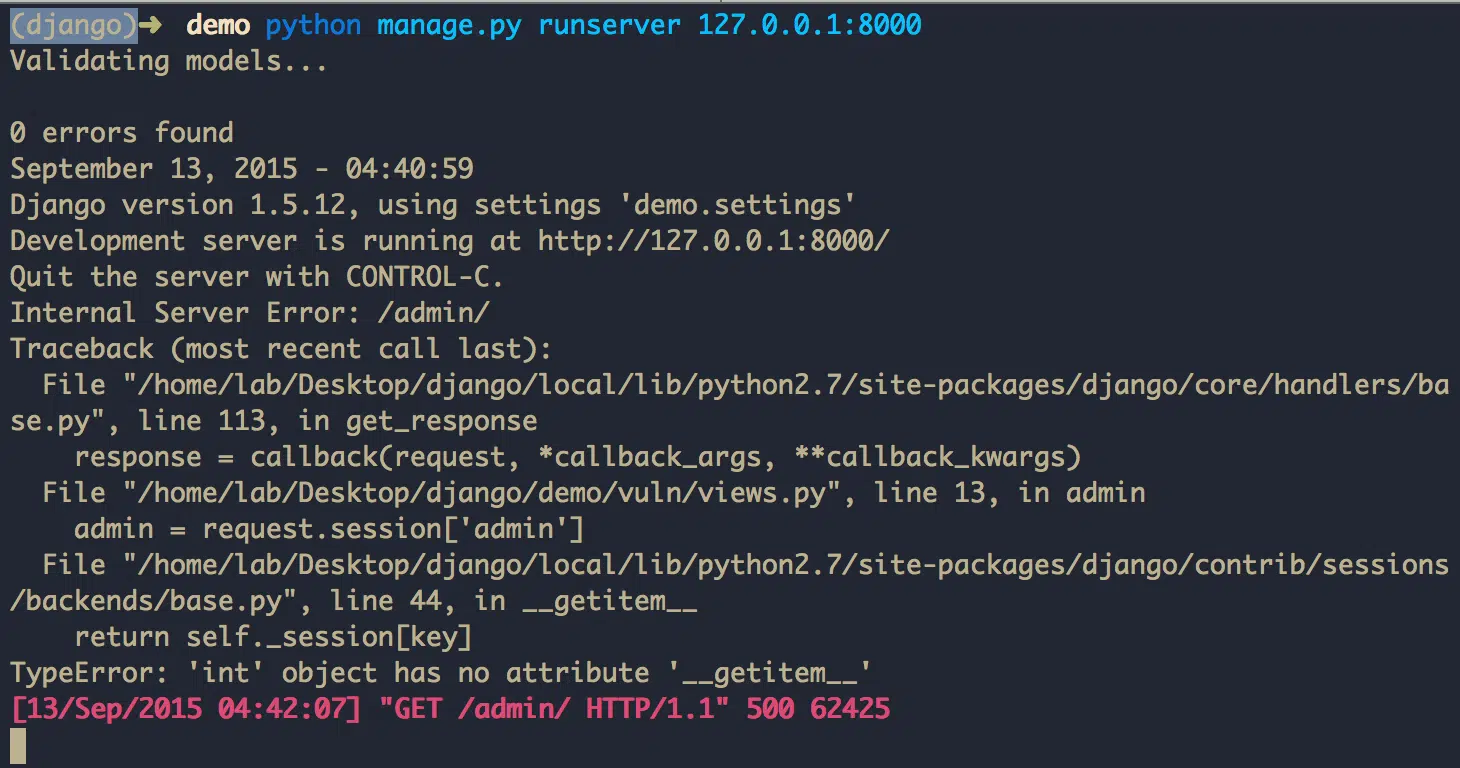 (django)➜  demo python manage.py runserver 127.0.0.1:8000
Validating models...

0 errors found
September 13, 2015 - 04:40:59
Django version 1.5.12, using settings 'demo.settings'
Development server is running at http://127.0.0.1:8000/
Quit the server with CONTROL-C.
Internal Server Error: /admin/
Traceback (most recent call last):
  File "/home/lab/Desktop/django/local/lib/python2.7/site-packages/django/core/handlers/ba
se.py", line 113, in get_response
    response = callback(request, *callback_args, **callback_kwargs)
  File "/home/lab/Desktop/django/demo/vuln/views.py", line 13, in admin
    admin = request.session['admin']
  File "/home/lab/Desktop/django/local/lib/python2.7/site-packages/django/contrib/sessions
/backends/base.py", line 44, in __getitem__
    return self._session[key]
TypeError: 'int' object has no attribute '__getitem__'
[13/Sep/2015 04:42:07] "GET /admin/ HTTP/1.1" 500 62425